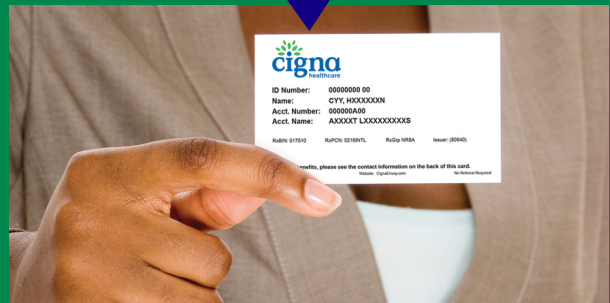 cigna
healthcare
ID Number: 00000000 00
Name: CYY, HXXXXXXN
Acct. Number: 000000A00
Acct. Name: AXXXXT LXXXXXXXXXS
RxBIN: 017010 RxPCN: 0216INTL RxGrp NR8A Issuer: (80840)
benefits, please see the contact information on the back of this card.
Website: CignaEnvoy.com No Referral Required